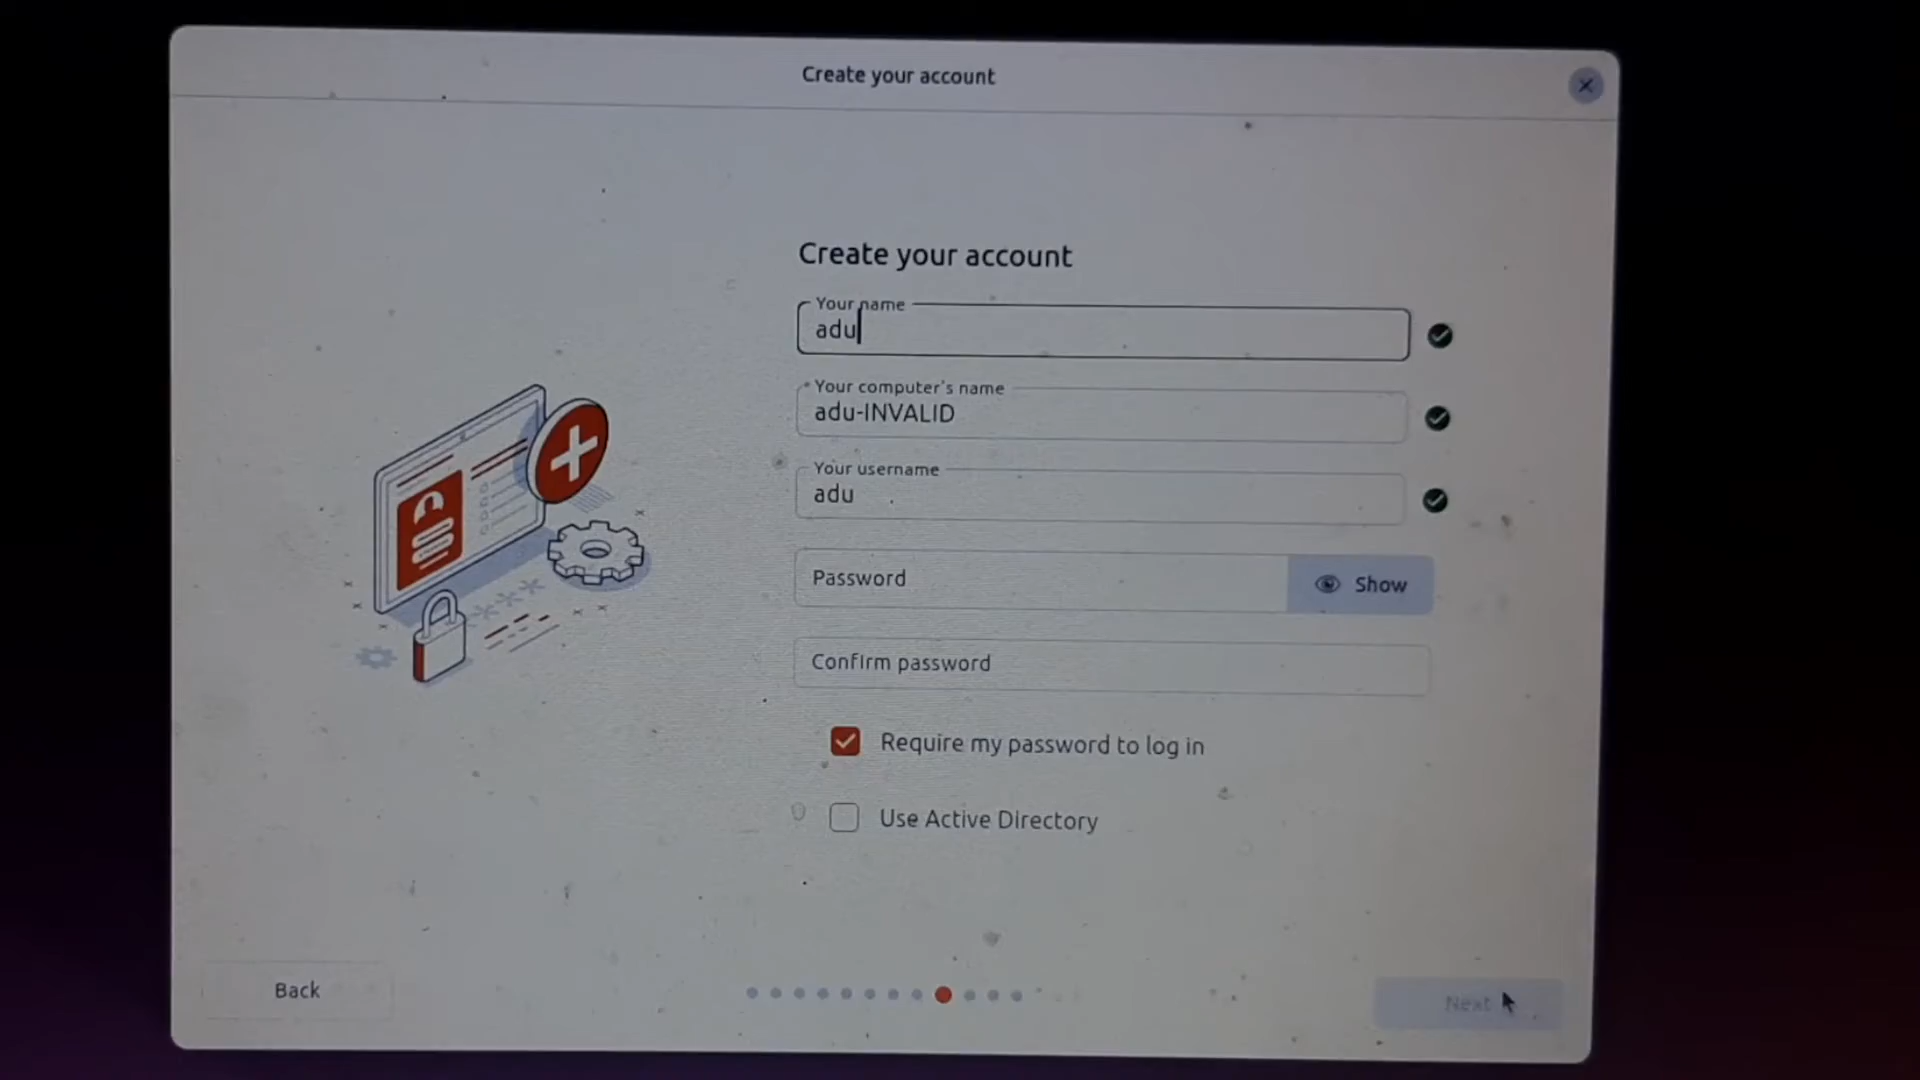 Create your account
Create your account
Your name
adu
Your computer's name
adu-INVALID
Your username
adu
Password
Show
Confirm password
Require my password to log in
Use Active Directory
Back
Next